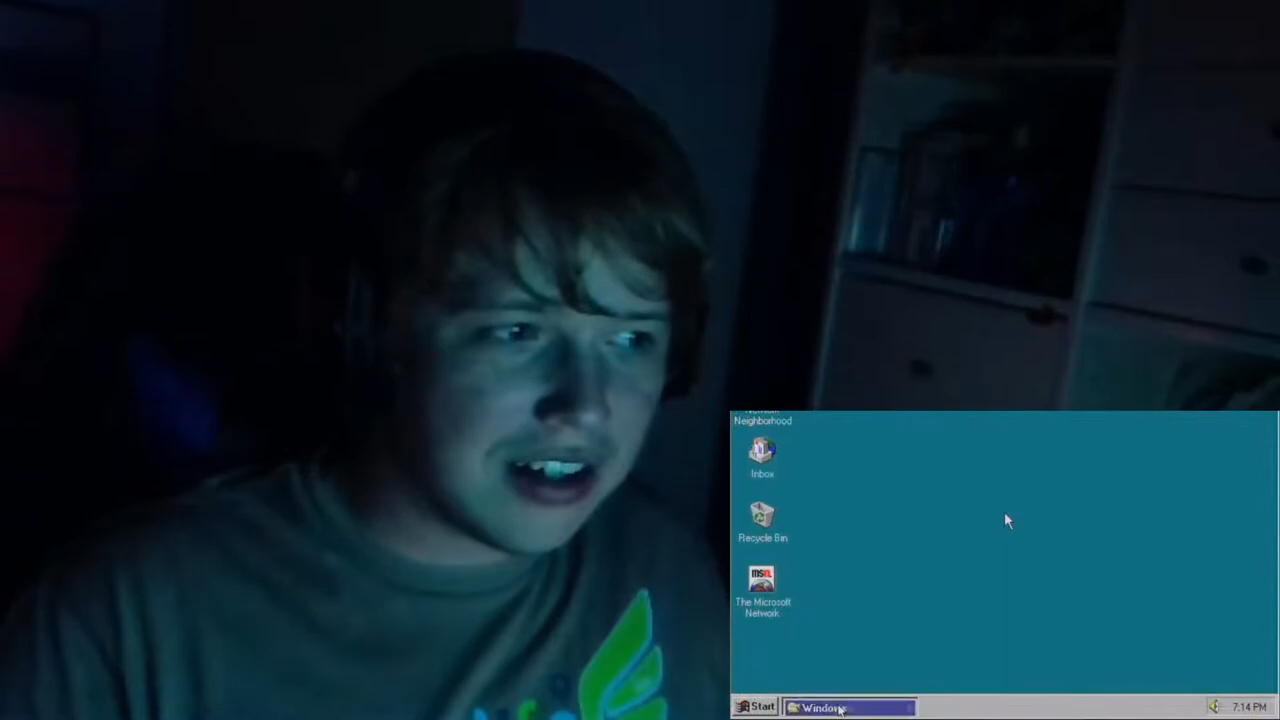 Neighborhood
Inbox
Recycle Bin
msn
The Microsoft
Network
Start
Windows
7:14 PM